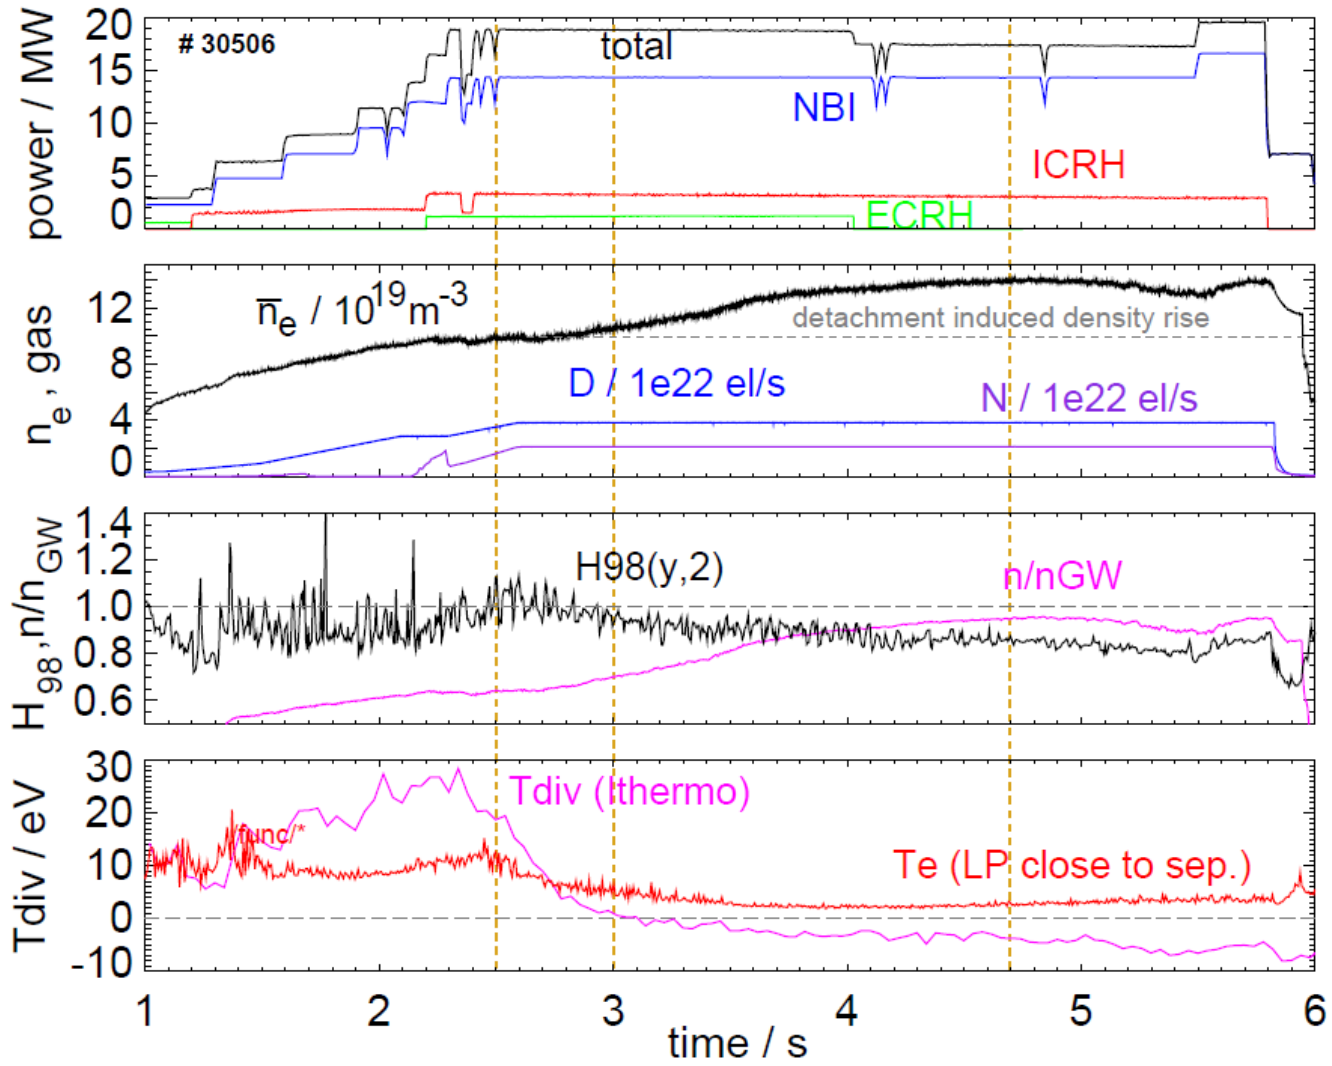 power / MW
20
15
10
5
0
# 30506
total
NBI
ICRH
ECRH
n_e , gas
12
8
4
0
n̅_e / 10^19 m^-3
detachment induced density rise
D / 1e22 el/s
N / 1e22 el/s
H_98,n/n_GW
1.4
1.2
1.0
0.8
0.6
H98(y,2)
n/nGW
Tdiv / eV
30
20
10
0
-10
Tdiv (Ithermo)
/func/*
Te (LP close to sep.)
1 2 3 4 5 6
time / s